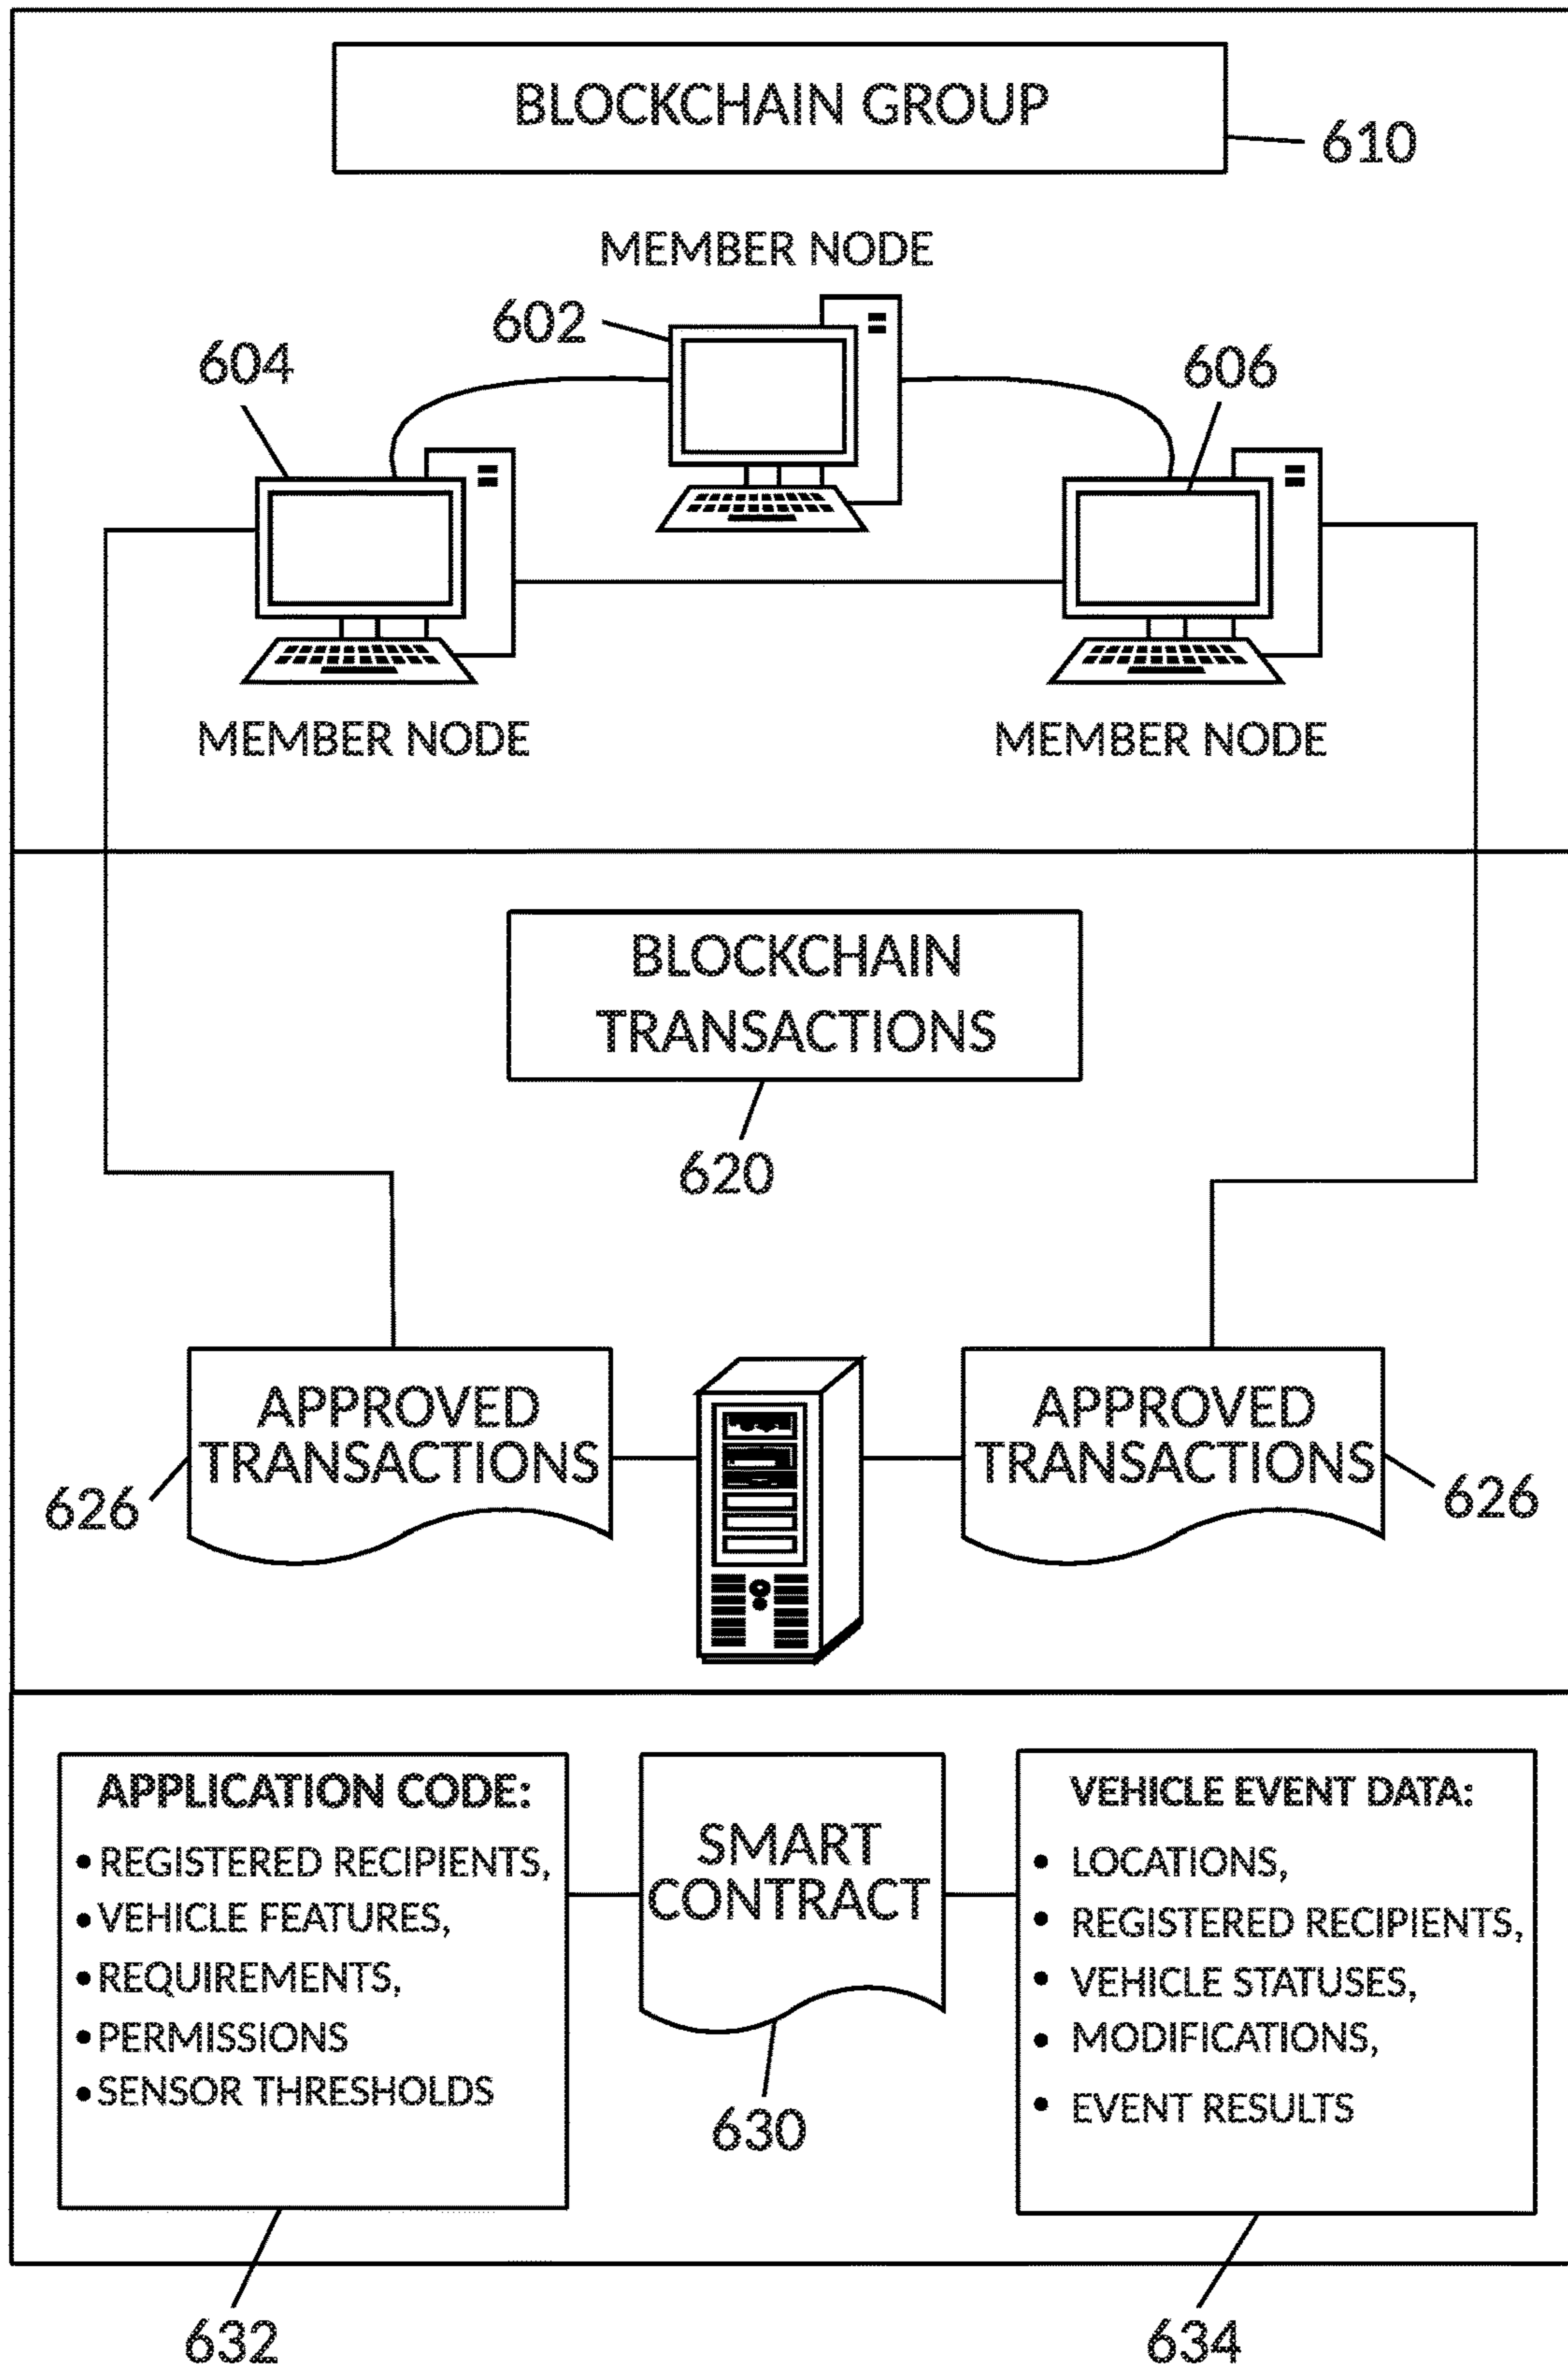 BLOCKCHAIN GROUP
610
MEMBER NODE
602
604
606
MEMBER NODE
MEMBER NODE
BLOCKCHAIN
TRANSACTIONS
620
APPROVED
TRANSACTIONS
626
APPROVED
TRANSACTIONS
626
APPLICATION CODE:
• REGISTERED RECIPIENTS,
• VEHICLE FEATURES,
• REQUIREMENTS,
• PERMISSIONS
• SENSOR THRESHOLDS
632
SMART
CONTRACT
630
VEHICLE EVENT DATA:
• LOCATIONS,
• REGISTERED RECIPIENTS,
• VEHICLE STATUSES,
• MODIFICATIONS,
• EVENT RESULTS
634